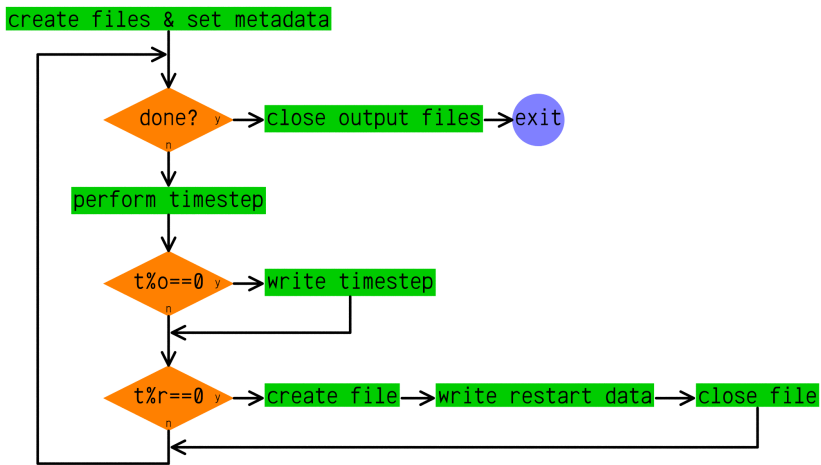 create files & set metadata
done?
y
close output files
exit
n
perform timestep
t%o==0
y
write timestep
n
t%r==0
y
create file
write restart data
close file
n